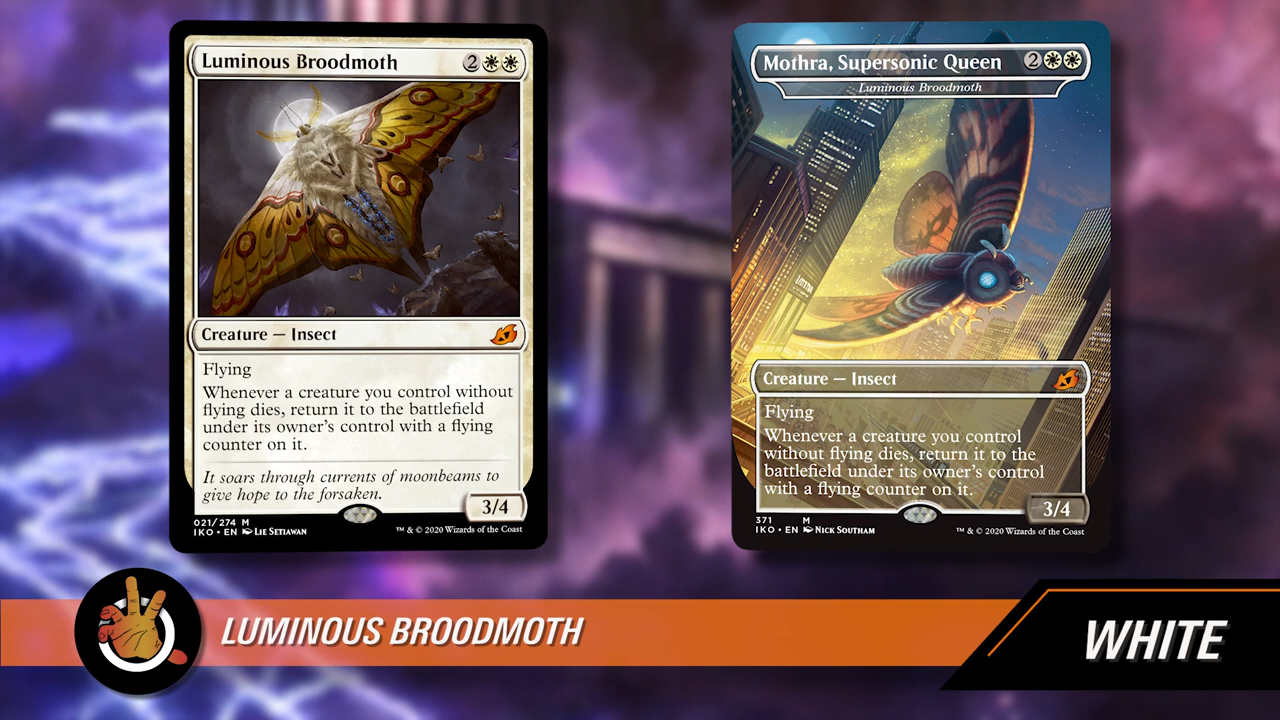 Luminous Broodmoth 2
Creature — Insect
Flying
Whenever a creature you control without
flying dies, return it to the battlefield
under its owner's control with a flying
counter on it.
It soars through currents of moonbeams to
give hope to the forsaken.
3/4
021/274 M
IKO • EN LIE SETIAWAN
™ & © 2020 Wizards of the Coast
Mothra, Supersonic Queen 2
Luminous Broodmoth
Creature — Insect
Flying
Whenever a creature you control
without flying dies, return it to the
battlefield under its owner's control
with a flying counter on it.
3/4
371 M
IKO • EN NICK SOUTHAM
™ & © 2020 Wizards of the Coast
LUMINOUS BROODMOTH
WHITE